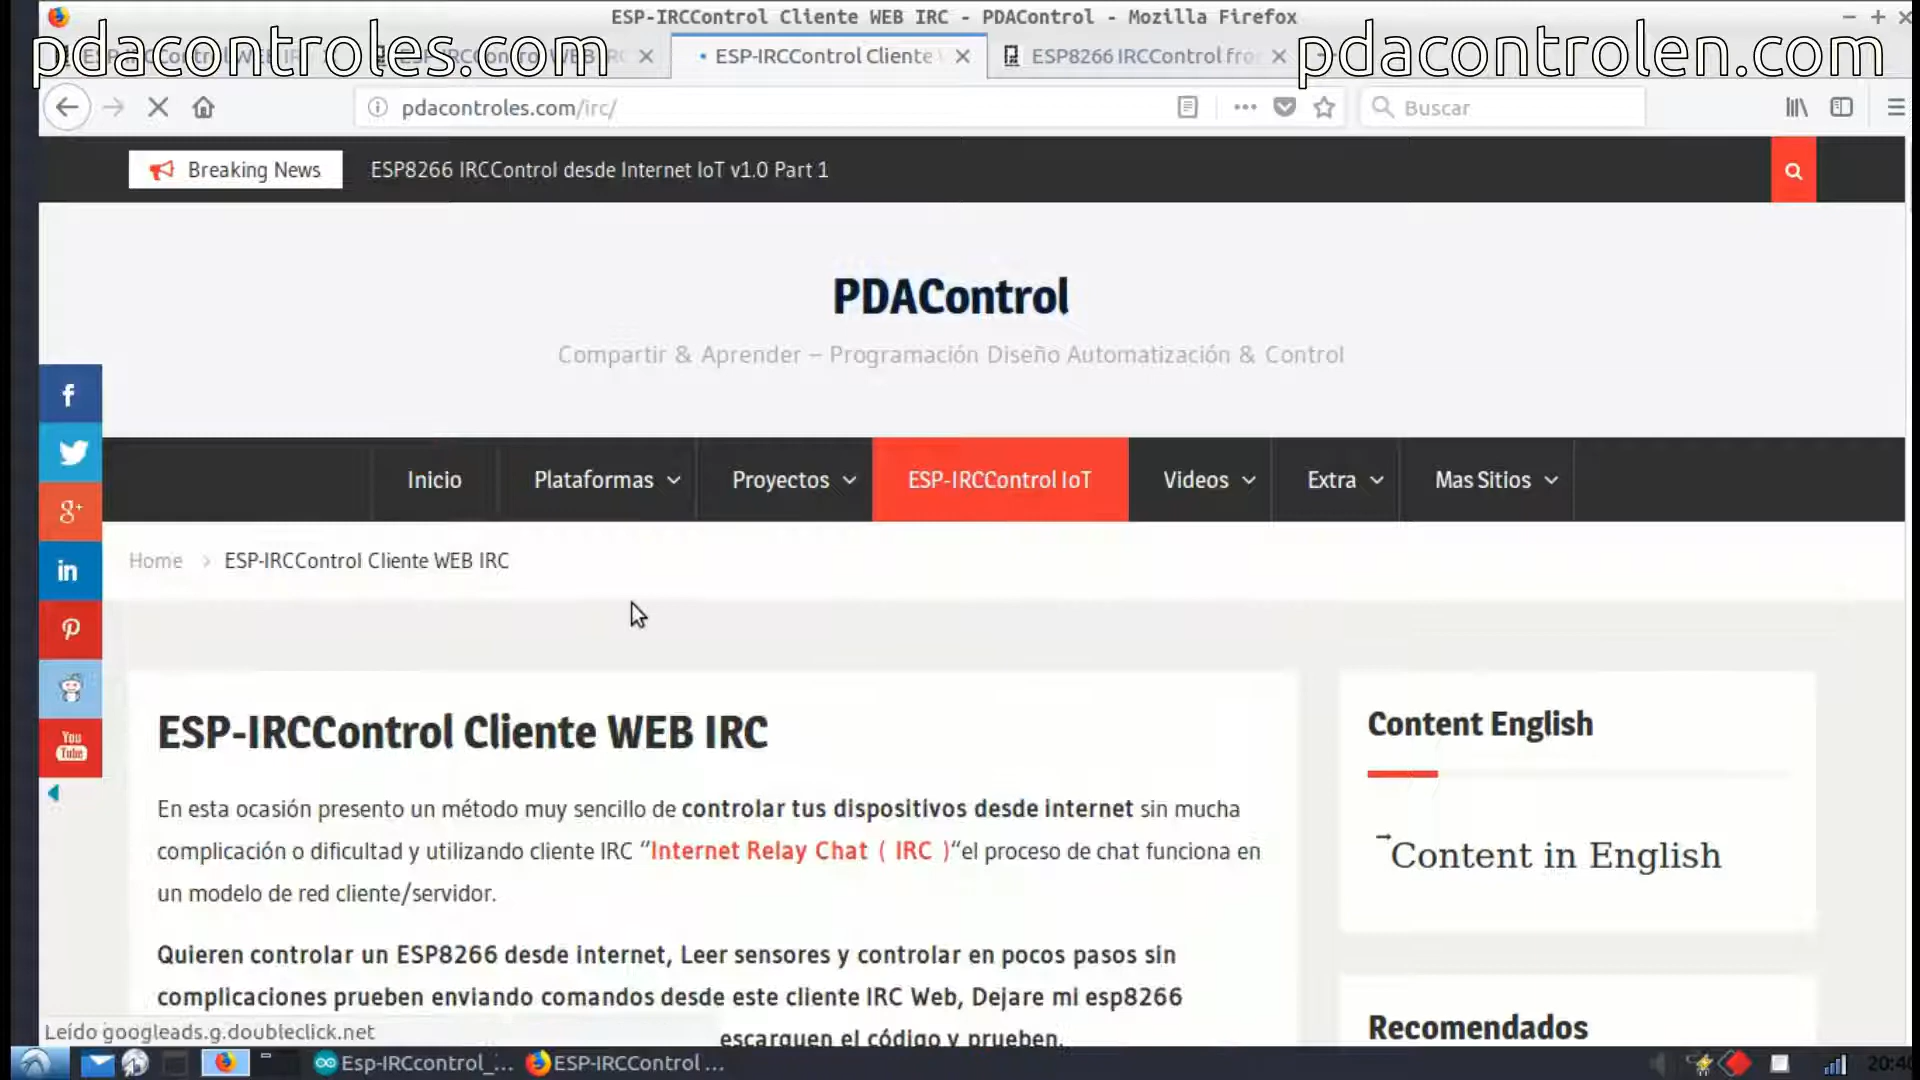 ESP-IRCControl Cliente WEB IRC - PDAControl - Mozilla Firefox
pdacontroles.com
pdacontrolen.com
ESP-IRCControl Cliente
ESP8266 IRCControl fro
pdacontroles.com/irc/
Buscar
Breaking News
ESP8266 IRCControl desde Internet IoT v1.0 Part 1
PDAControl
Compartir & Aprender – Programación Diseño Automatización & Control
Inicio
Plataformas
Proyectos
ESP-IRCControl IoT
Videos
Extra
Mas Sitios
Home > ESP-IRCControl Cliente WEB IRC
f
g+
in
You
Tube
ESP-IRCControl Cliente WEB IRC
En esta ocasión presento un método muy sencillo de controlar tus dispositivos desde internet sin mucha
complicación o dificultad y utilizando cliente IRC “Internet Relay Chat ( IRC )“el proceso de chat funciona en
un modelo de red cliente/servidor.
Quieren controlar un ESP8266 desde internet, Leer sensores y controlar en pocos pasos sin
complicaciones prueben enviando comandos desde este cliente IRC Web, Dejare mi esp8266
escarguen el código y prueben.
Content English
Content in English
Recomendados
Leído googleads.g.doubleclick.net
Esp-IRCcontrol_...
ESP-IRCControl ...